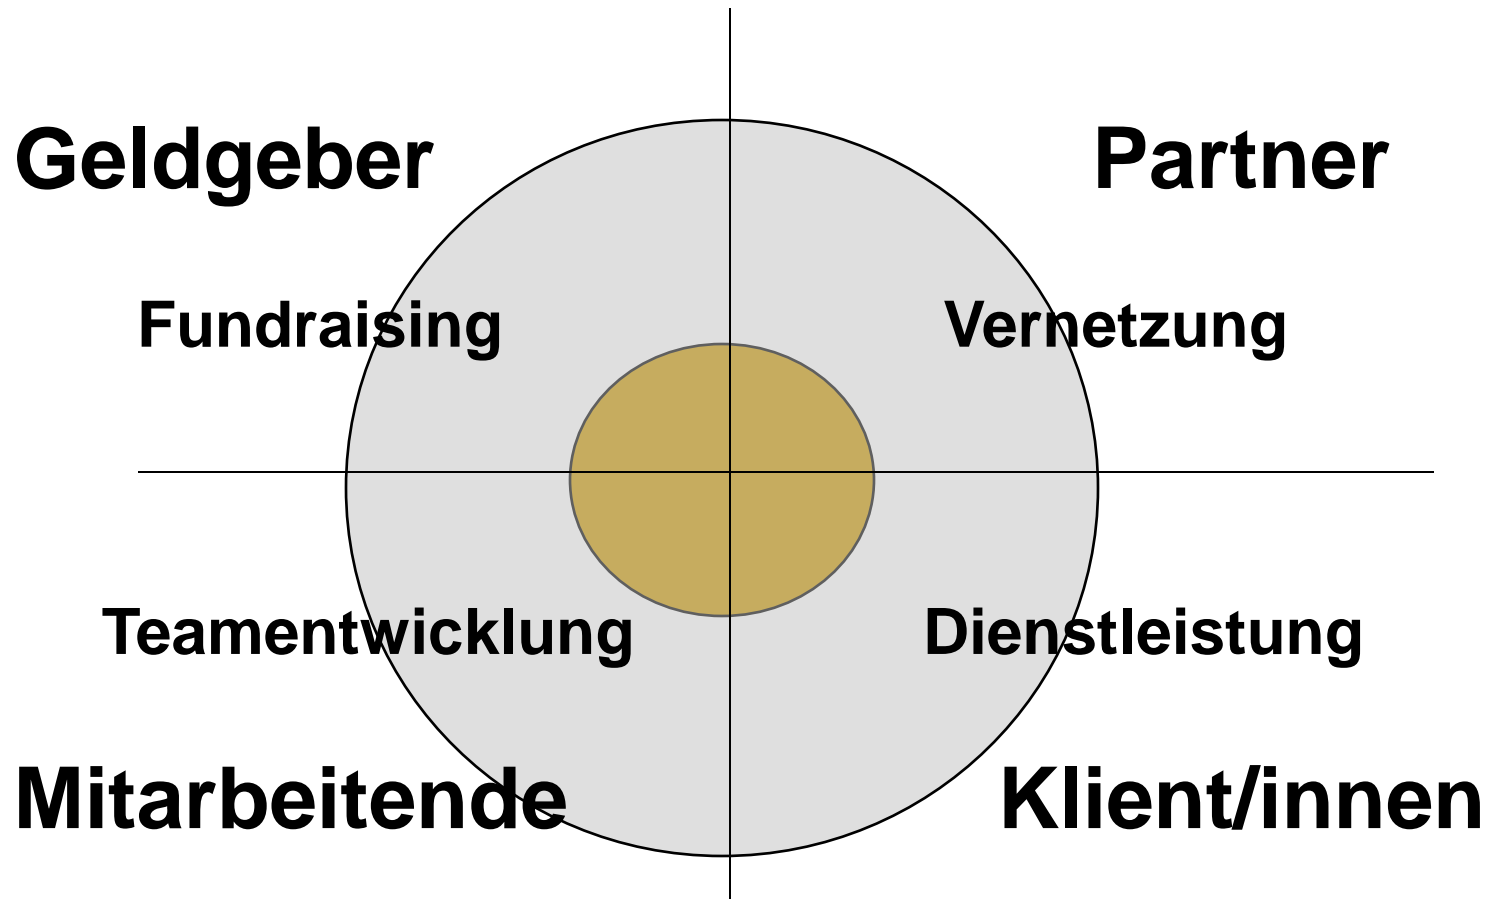 Geldgeber
Partner
Fundraising
Vernetzung
Teamentwicklung
Dienstleistung
Mitarbeitende
Klient/innen